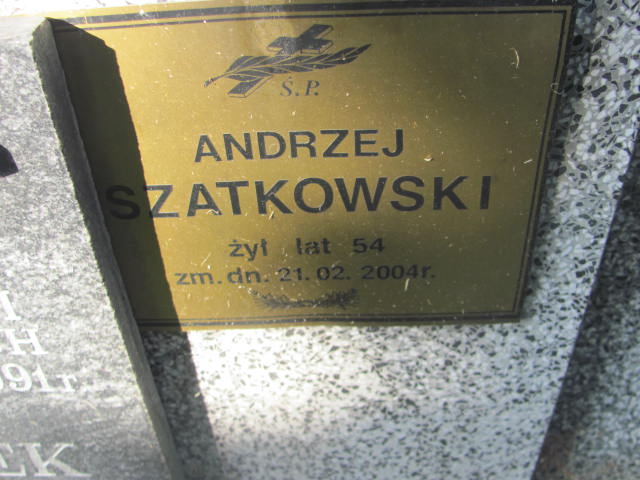 Ś.P.
ANDRZEJ
SZATKOWSKI
żył lat 54
zm. dn. 21. 02. 2004r.